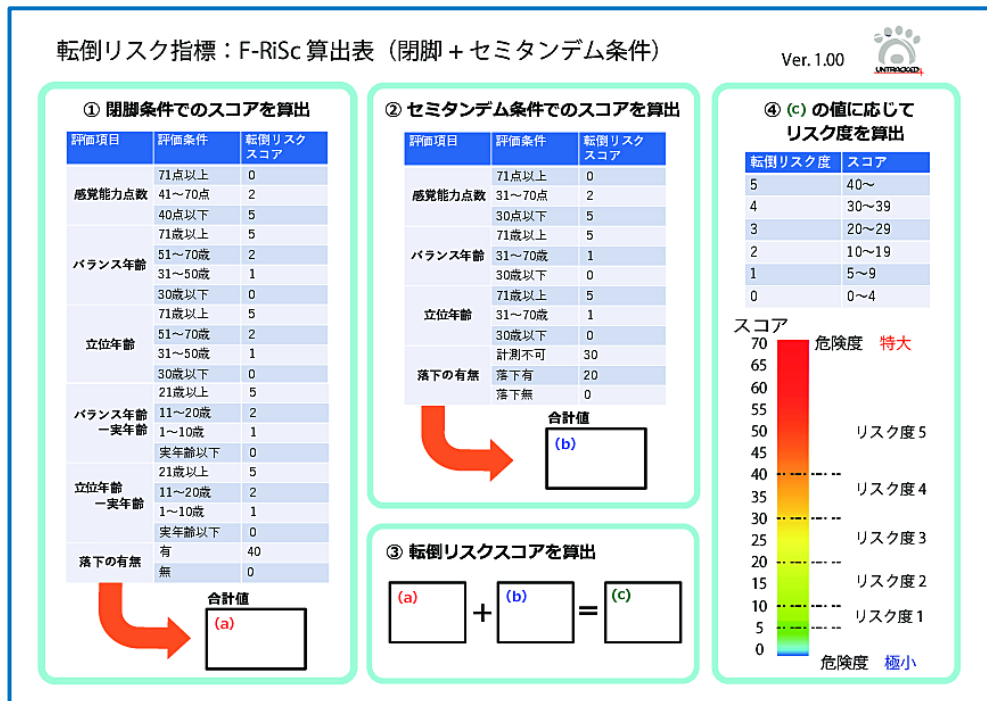 転倒リスク指標：F-RiSc 算出表（閉脚 + セミタンデム条件）
Ver. 1.00
UNTRACKED
① 閉脚条件でのスコアを算出
評価項目 評価条件 転倒リスク
スコア
71点以上 0
感覚能力点数 41～70点 2
40点以下 5
71歳以上 5
バランス年齢 51～70歳 2
31～50歳 1
30歳以下 0
71歳以上 5
立位年齢 51～70歳 2
31～50歳 1
30歳以下 0
21歳以上 5
バランス年齢 11～20歳 2
ー実年齢 1～10歳 1
実年齢以下 0
21歳以上 5
立位年齢 11～20歳 2
ー実年齢 1～10歳 1
実年齢以下 0
落下の有無 有 40
無 0
合計値
(a)
② セミタンデム条件でのスコアを算出
評価項目 評価条件 転倒リスク
スコア
71点以上 0
感覚能力点数 31～70点 2
30点以下 5
71歳以上 5
バランス年齢 31～70歳 1
30歳以下 0
71歳以上 5
立位年齢 31～70歳 1
30歳以下 0
計測不可 30
落下の有無 落下有 20
落下無 0
合計値
(b)
③ 転倒リスクスコアを算出
(a) + (b) = (c)
④ (c) の値に応じて
リスク度を算出
転倒リスク度 スコア
5 40～
4 30～39
3 20～29
2 10～19
1 5～9
0 0～4
スコア
70 危険度 特大
65
60
55
50 リスク度 5
45
40
35 リスク度 4
30
25 リスク度 3
20
15 リスク度 2
10 リスク度 1
5
0
危険度 極小